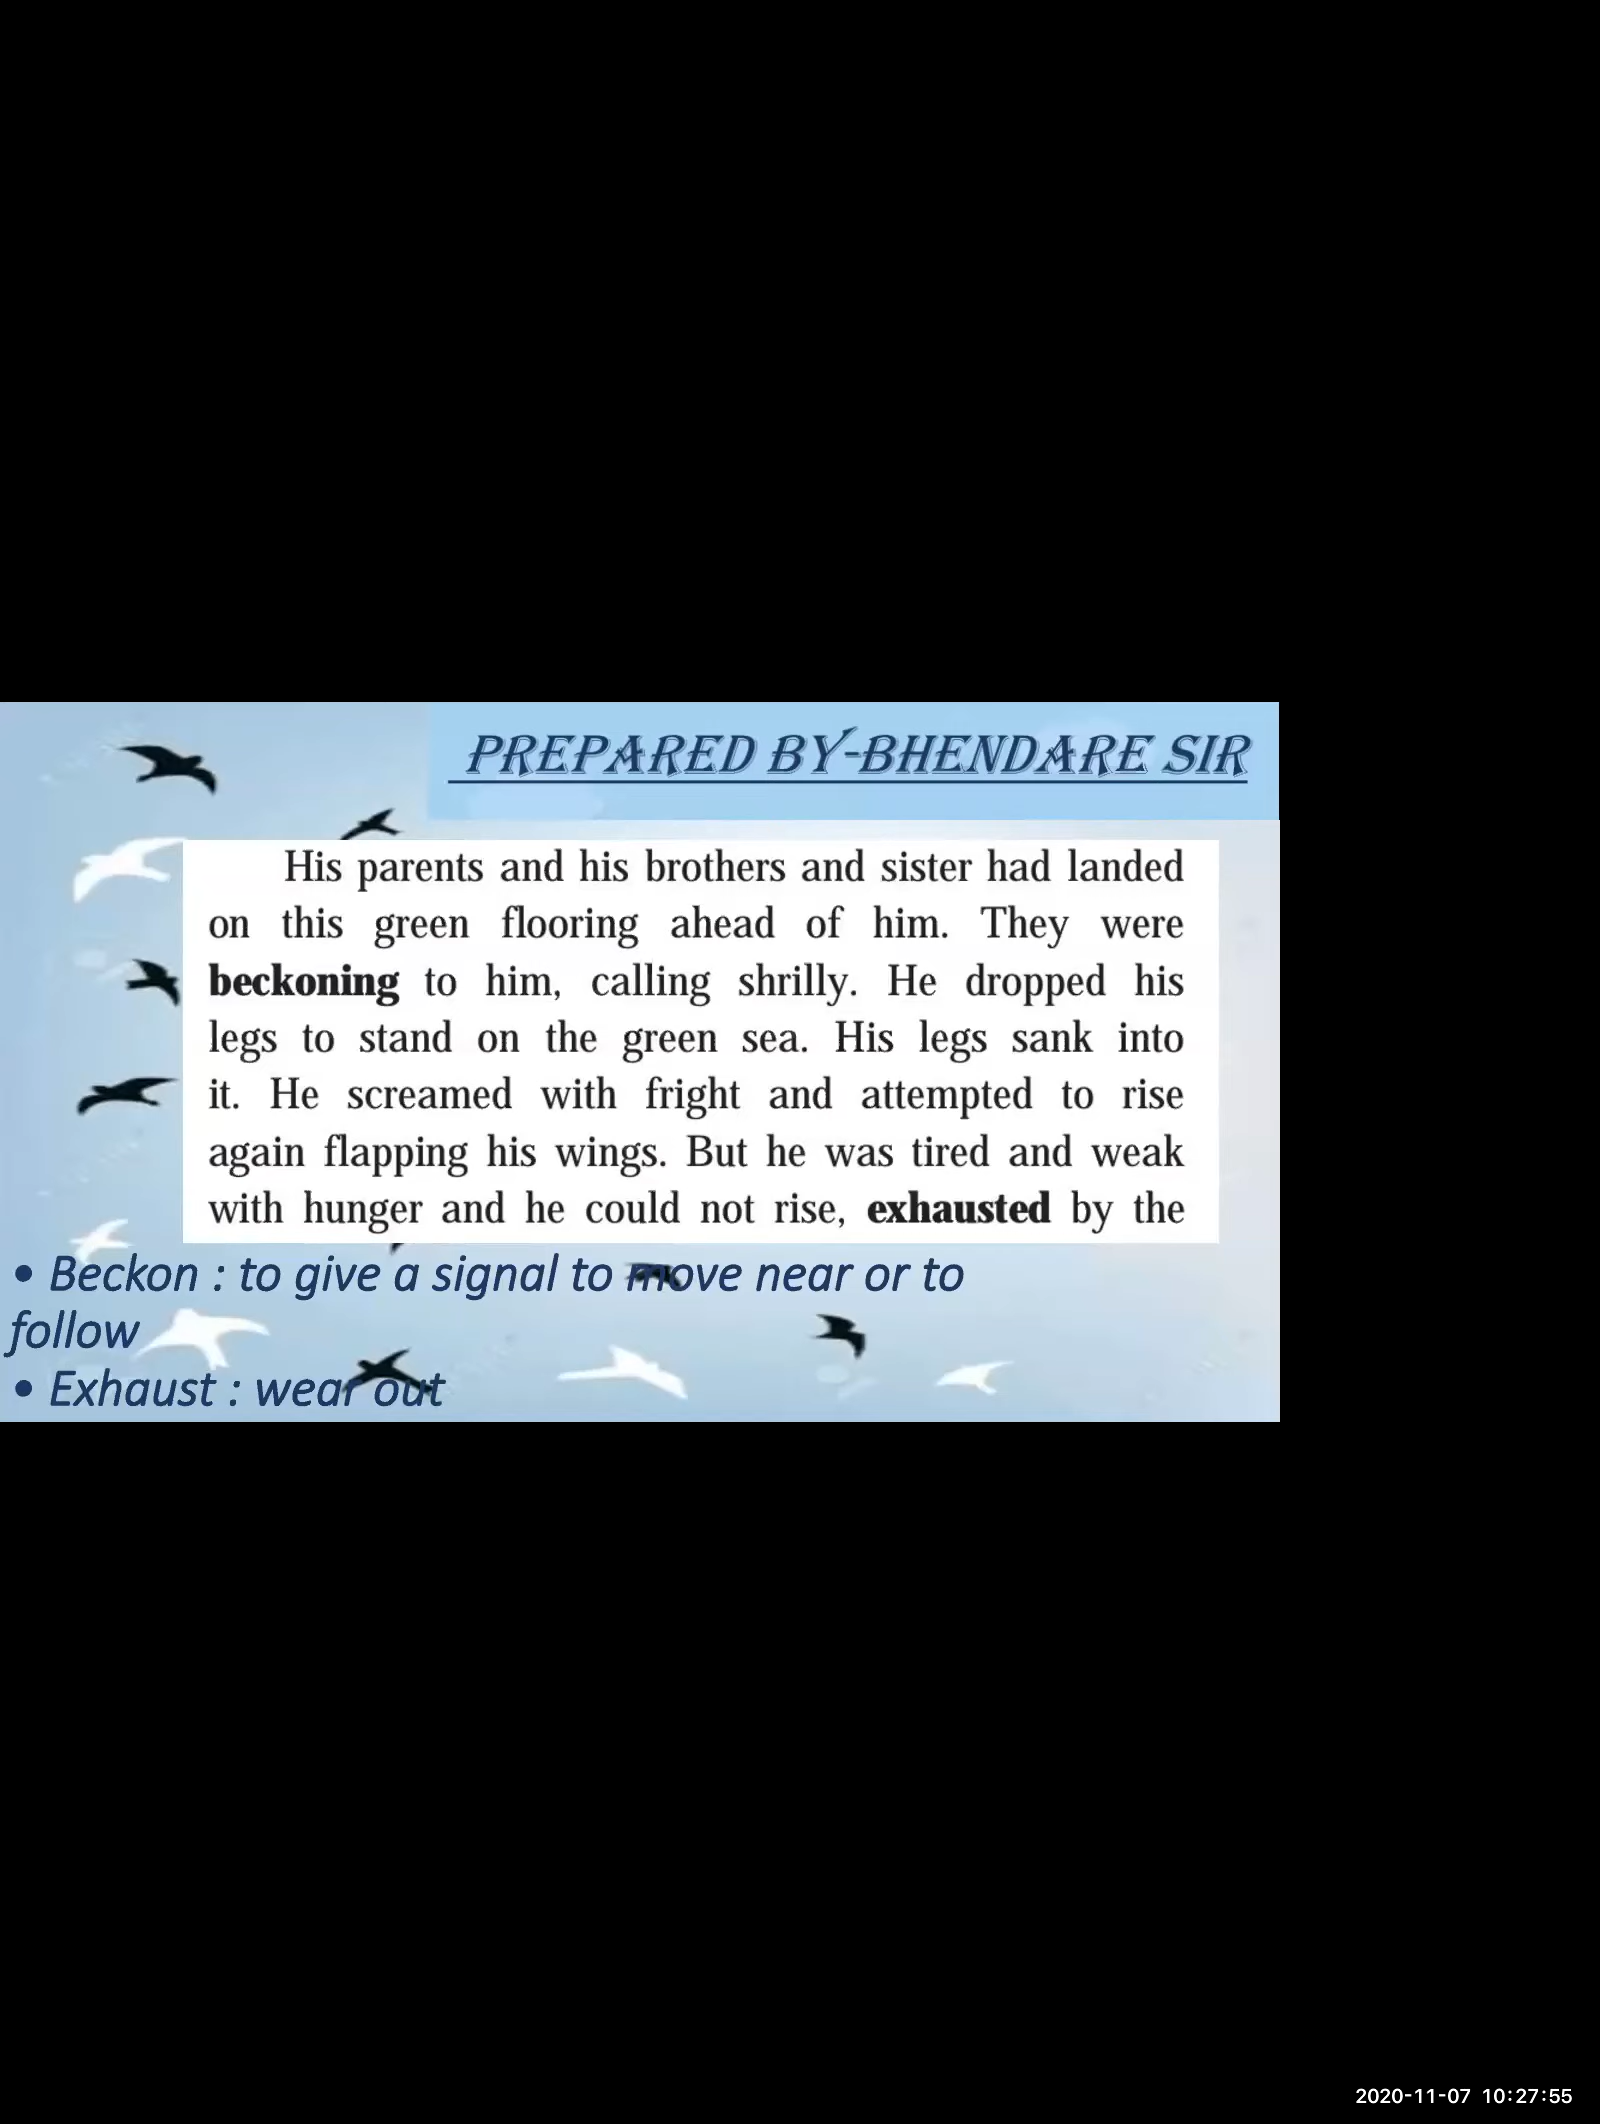 PREPARED BY-BHENDARE SIR
His parents and his brothers and sister had landed
on this green flooring ahead of him. They were
beckoning to him, calling shrilly. He dropped his
legs to stand on the green sea. His legs sank into
it. He screamed with fright and attempted to rise
again flapping his wings. But he was tired and weak
with hunger and he could not rise, exhausted by the
• Beckon : to give a signal to move near or to
follow
• Exhaust : wear out
2020-11-07 10:27:55